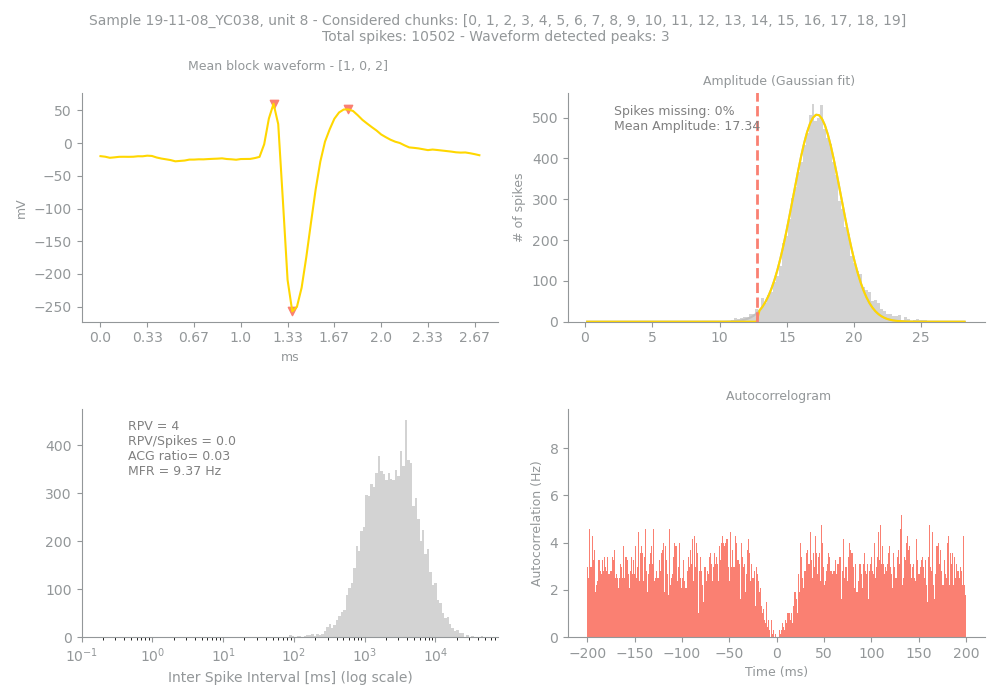 Sample 19-11-08_YC038, unit 8 - Considered chunks: [0, 1, 2, 3, 4, 5, 6, 7, 8, 9, 10, 11, 12, 13, 14, 15, 16, 17, 18, 19]
Total spikes: 10502 - Waveform detected peaks: 3
Mean block waveform - [1, 0, 2]
50
0
−50
−100
−150
−200
−250
mV
0.0 0.33 0.67 1.0 1.33 1.67 2.0 2.33 2.67
ms
Amplitude (Gaussian fit)
Spikes missing: 0%
Mean Amplitude: 17.34
500
400
300
200
100
0
# of spikes
0 5 10 15 20 25
RPV = 4
RPV/Spikes = 0.0
ACG ratio= 0.03
MFR = 9.37 Hz
400
300
200
100
0
10⁻¹ 10⁰ 10¹ 10² 10³ 10⁴
Inter Spike Interval [ms] (log scale)
Autocorrelogram
8
6
4
2
0
Autocorrelation (Hz)
−200 −150 −100 −50 0 50 100 150 200
Time (ms)